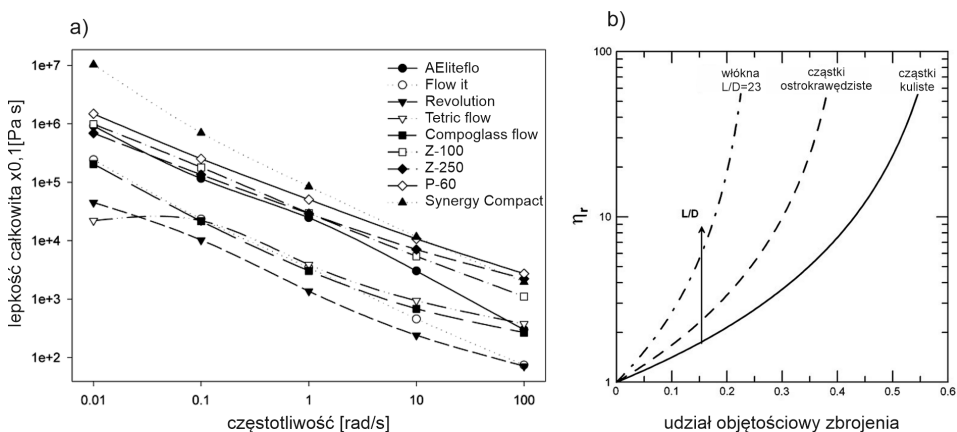 a)
lepkość całkowita x0,1[Pa s]
1e+7
1e+6
1e+5
1e+4
1e+3
1e+2
0.01
0.1
1
10
100
częstotliwość [rad/s]
AEliteflo
Flow it
Revolution
Tetric flow
Compoglass flow
Z-100
Z-250
P-60
Synergy Compact
b)
ηr
100
10
1
0
0.1
0.2
0.3
0.4
0.5
0.6
udział objętościowy zbrojenia
włókna
L/D=23
cząstki
ostrokrawędziste
cząstki
kuliste
L/D